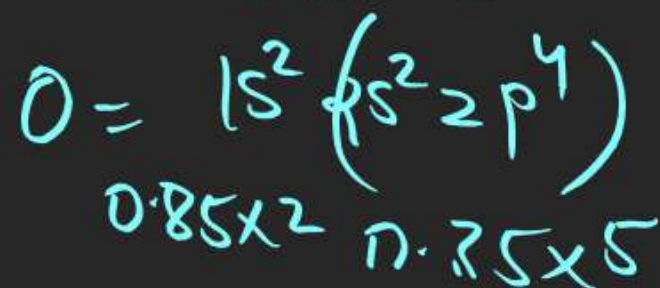 O = 1s² (2s² 2p⁴)
0.85×2 0.35×5